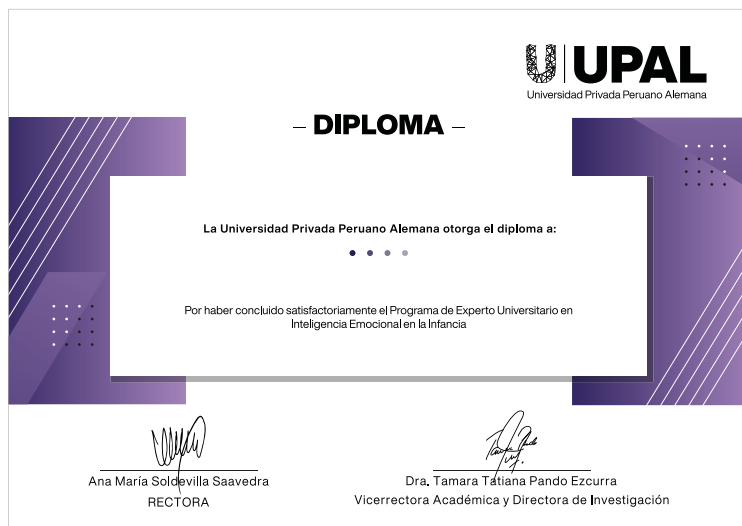 UPAL
Universidad Privada Peruano Alemana
– DIPLOMA –
La Universidad Privada Peruano Alemana otorga el diploma a:
Por haber concluido satisfactoriamente el Programa de Experto Universitario en
Inteligencia Emocional en la Infancia
Ana María Soldevilla Saavedra
RECTORA
Dra. Tamara Tatiana Pando Ezcurra
Vicerrectora Académica y Directora de Investigación